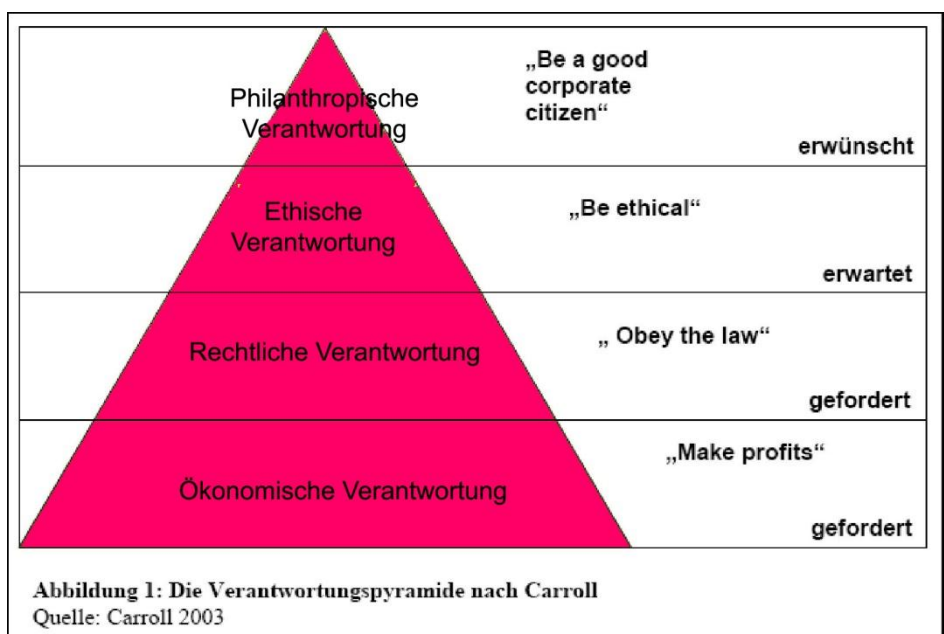 Philanthropische
Verantwortung
„Be a good
corporate
citizen“
erwünscht
Ethische
Verantwortung
„Be ethical“
erwartet
Rechtliche Verantwortung
„ Obey the law“
gefordert
Ökonomische Verantwortung
„Make profits“
gefordert
Abbildung 1: Die Verantwortungspyramide nach Carroll
Quelle: Carroll 2003